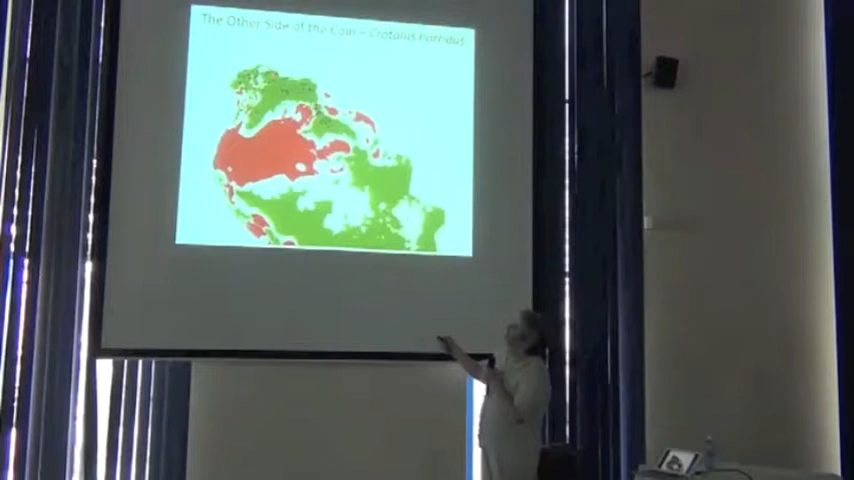 The Other Side of the Coin – Crotalus horridus